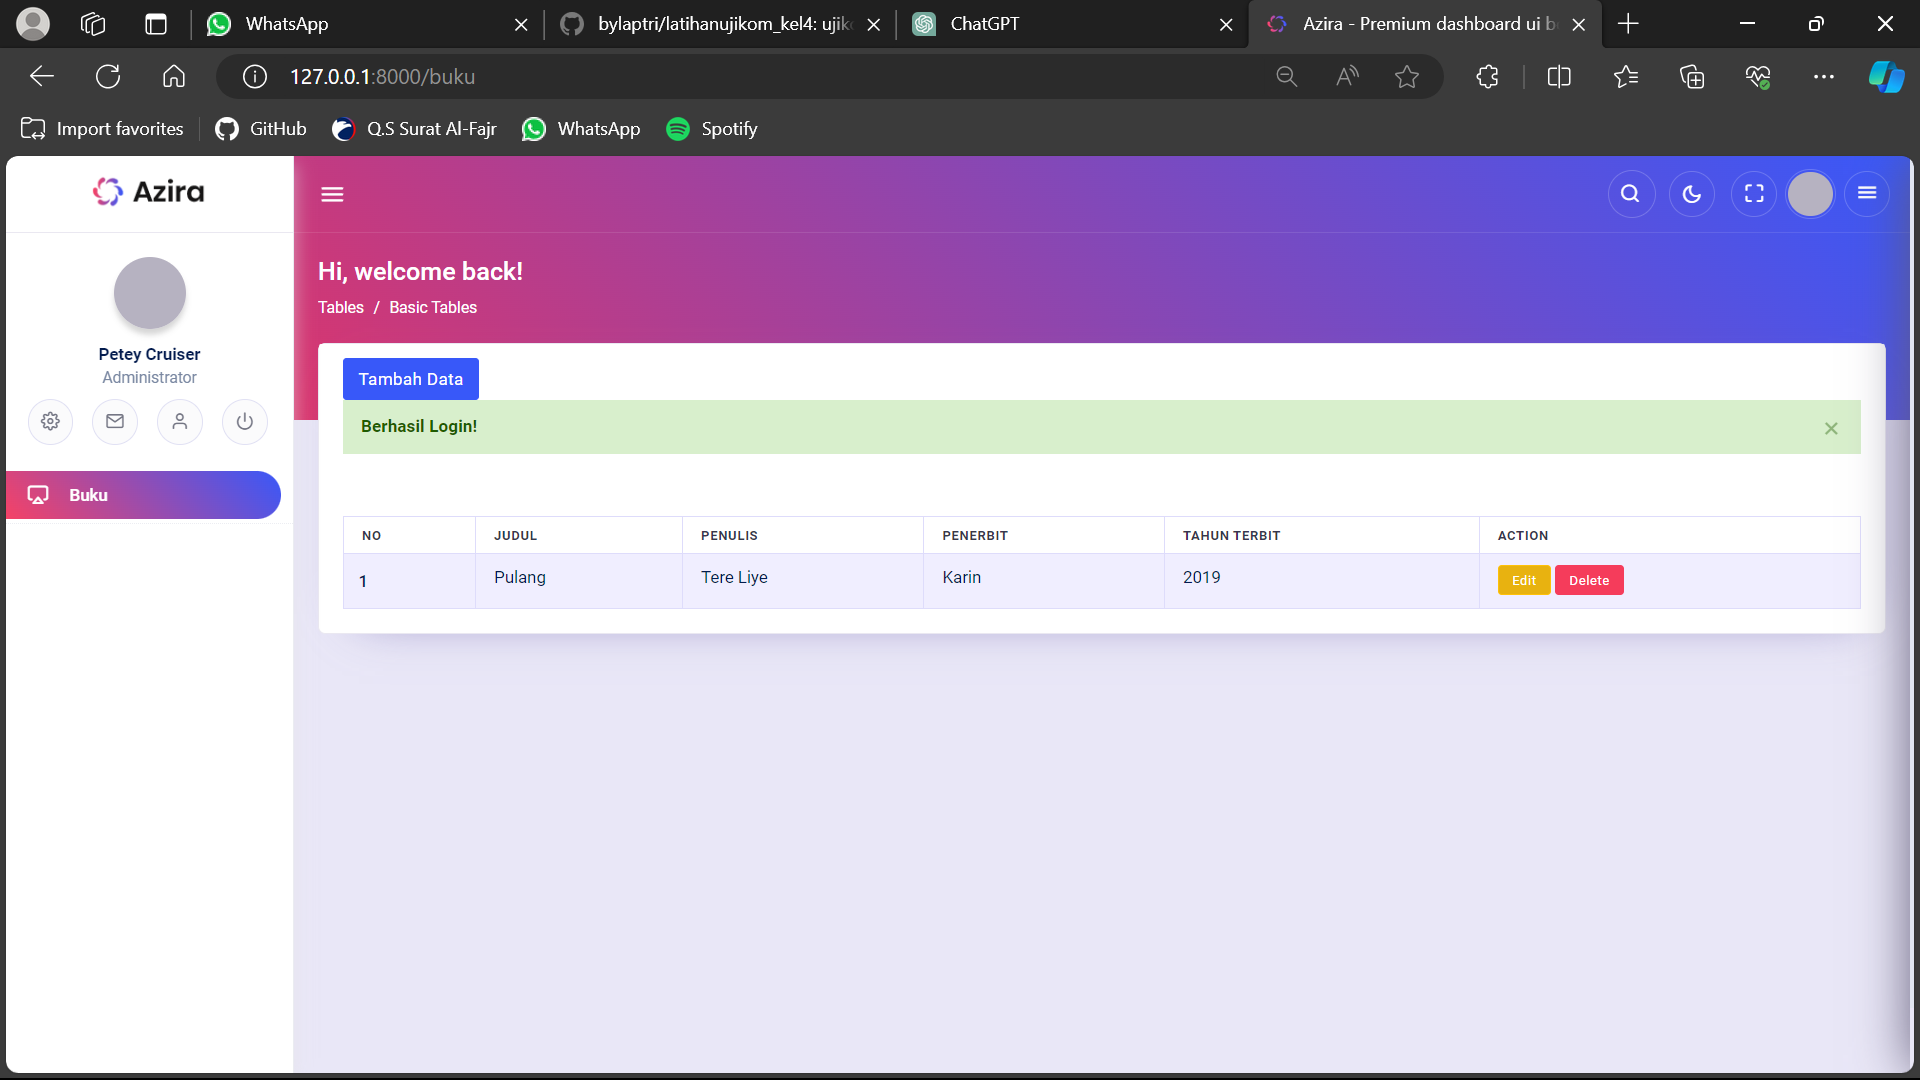 WhatsApp
bylaptri/latihanujikom_kel4: ujik
ChatGPT
Azira - Premium dashboard ui b
127.0.0.1:8000/buku
Import favorites
GitHub
Q.S Surat Al-Fajr
WhatsApp
Spotify
Azira
Hi, welcome back!
Tables / Basic Tables
Petey Cruiser
Administrator
Buku
Tambah Data
Berhasil Login!
NO JUDUL PENULIS PENERBIT TAHUN TERBIT ACTION
1 Pulang Tere Liye Karin 2019 Edit Delete